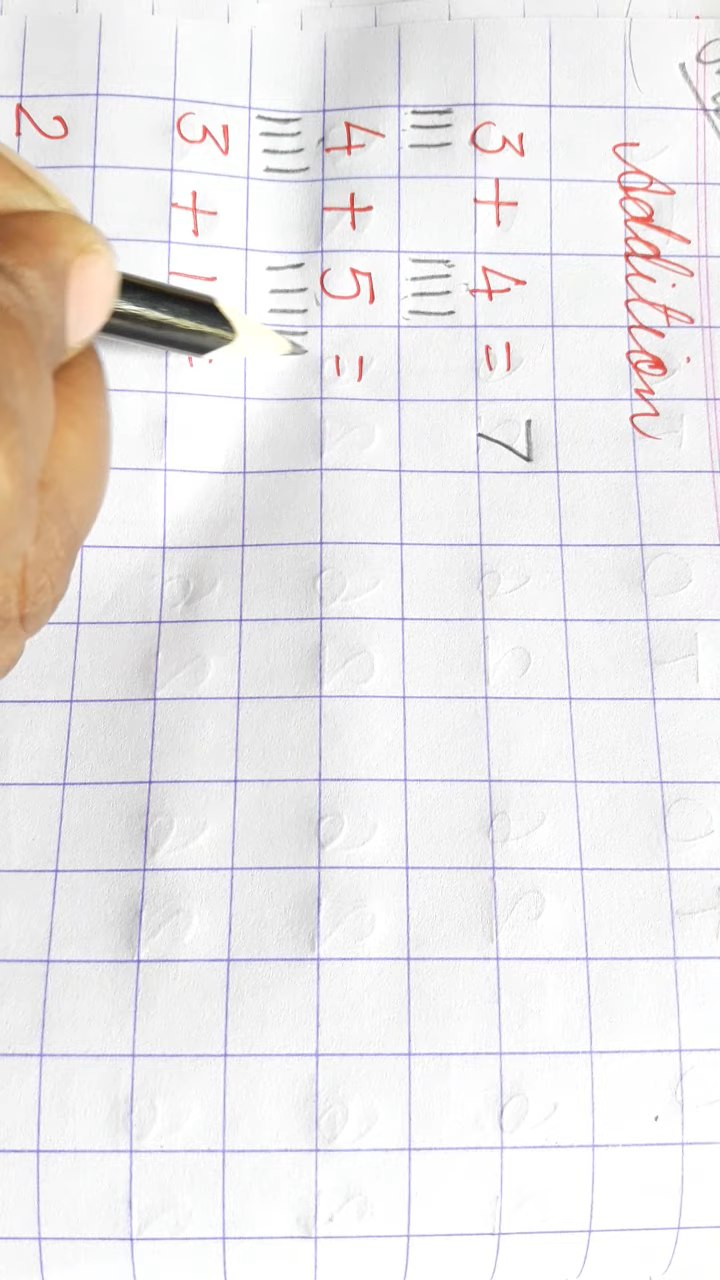 Addition
3 + 4 = 7
4 + 5 =
3 + 1
2